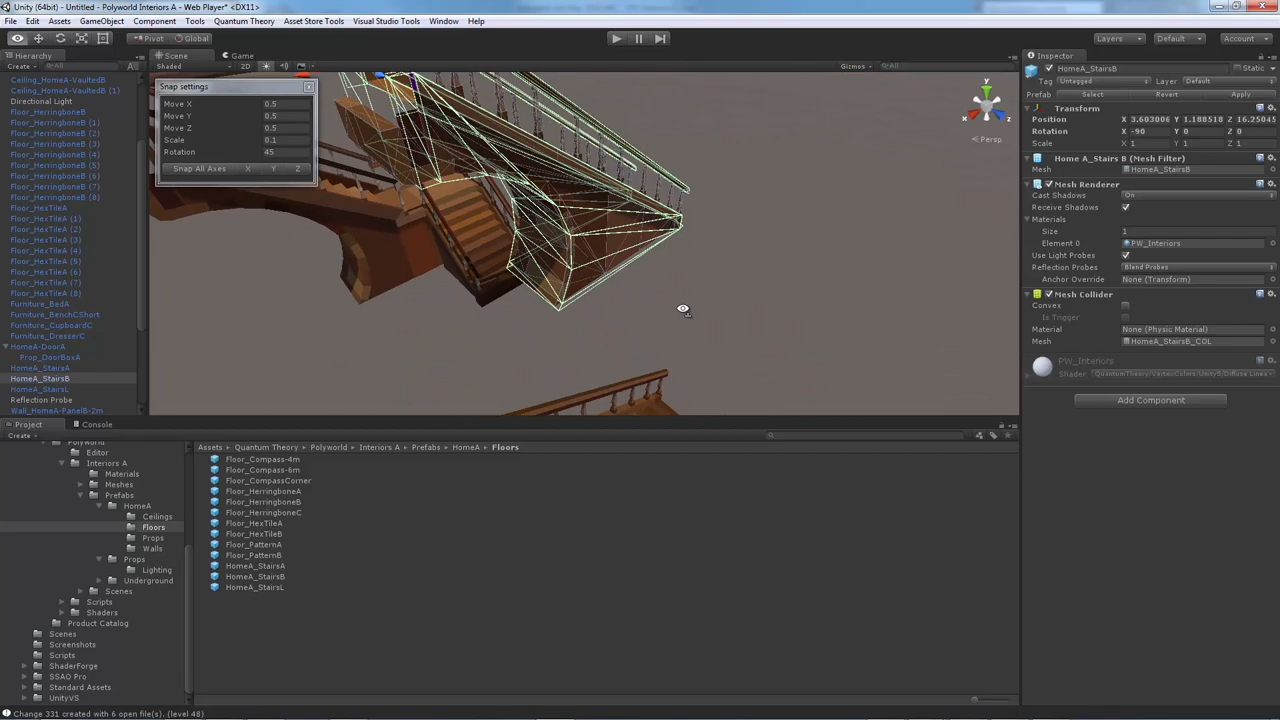 Unity (64bit) - Untitled - Polyworld Interiors A - Web Player* <DX11>
File Edit Assets GameObject Component Tools Quantum Theory Asset Store Tools Visual Studio Tools Window Help
Pivot Global Layers Default Account
Hierarchy Scene Game Inspector
Create All Shaded 2D Gizmos All
Ceiling_HomeA-VaultedB
Ceiling_HomeA-VaultedB (1)
Directional Light
Floor_HerringboneB
Floor_HerringboneB (1)
Floor_HerringboneB (2)
Floor_HerringboneB (3)
Floor_HerringboneB (4)
Floor_HerringboneB (5)
Floor_HerringboneB (6)
Floor_HerringboneB (7)
Floor_HerringboneB (8)
Floor_HexTileA
Floor_HexTileA (1)
Floor_HexTileA (2)
Floor_HexTileA (3)
Floor_HexTileA (4)
Floor_HexTileA (5)
Floor_HexTileA (6)
Floor_HexTileA (7)
Floor_HexTileA (8)
Furniture_BedA
Furniture_BenchCShort
Furniture_CupboardC
Furniture_DresserC
HomeA-DoorA
Prop_DoorBoxA
HomeA_StairsA
HomeA_StairsB
HomeA_StairsL
Reflection Probe
Wall_HomeA-PanelB-2m
Snap settings
Move X 0.5
Move Y 0.5
Move Z 0.5
Scale 0.1
Rotation 45
Snap All Axes X Y Z
y
x z
Persp
HomeA_StairsB Static
Tag Untagged Layer Default
Prefab Select Revert Apply
Transform
Position X 3.603006 Y 1.188518 Z 16.25045
Rotation X -90 Y 0 Z 0
Scale X 1 Y 1 Z 1
Home A_Stairs B (Mesh Filter)
Mesh HomeA_StairsB
Mesh Renderer
Cast Shadows On
Receive Shadows
Materials
Size 1
Element 0 PW_Interiors
Use Light Probes
Reflection Probes Blend Probes
Anchor Override None (Transform)
Mesh Collider
Convex
Is Trigger
Material None (Physic Material)
Mesh HomeA_StairsB_COL
PW_Interiors
Shader QuantumTheory/VertexColors/Unity5/Diffuse Linea
Add Component
Project Console
Create
Polyworld
Editor
Interiors A
Materials
Meshes
Prefabs
HomeA
Ceilings
Floors
Props
Walls
Props
Lighting
Underground
Scenes
Scripts
Shaders
Product Catalog
Scenes
Screenshots
Scripts
ShaderForge
SSAO Pro
Standard Assets
UnityVS
Assets Quantum Theory Polyworld Interiors A Prefabs HomeA Floors
Floor_Compass-4m
Floor_Compass-6m
Floor_CompassCorner
Floor_HerringboneA
Floor_HerringboneB
Floor_HerringboneC
Floor_HexTileA
Floor_HexTileB
Floor_PatternA
Floor_PatternB
HomeA_StairsA
HomeA_StairsB
HomeA_StairsL
Change 331 created with 6 open file(s). (level 48)